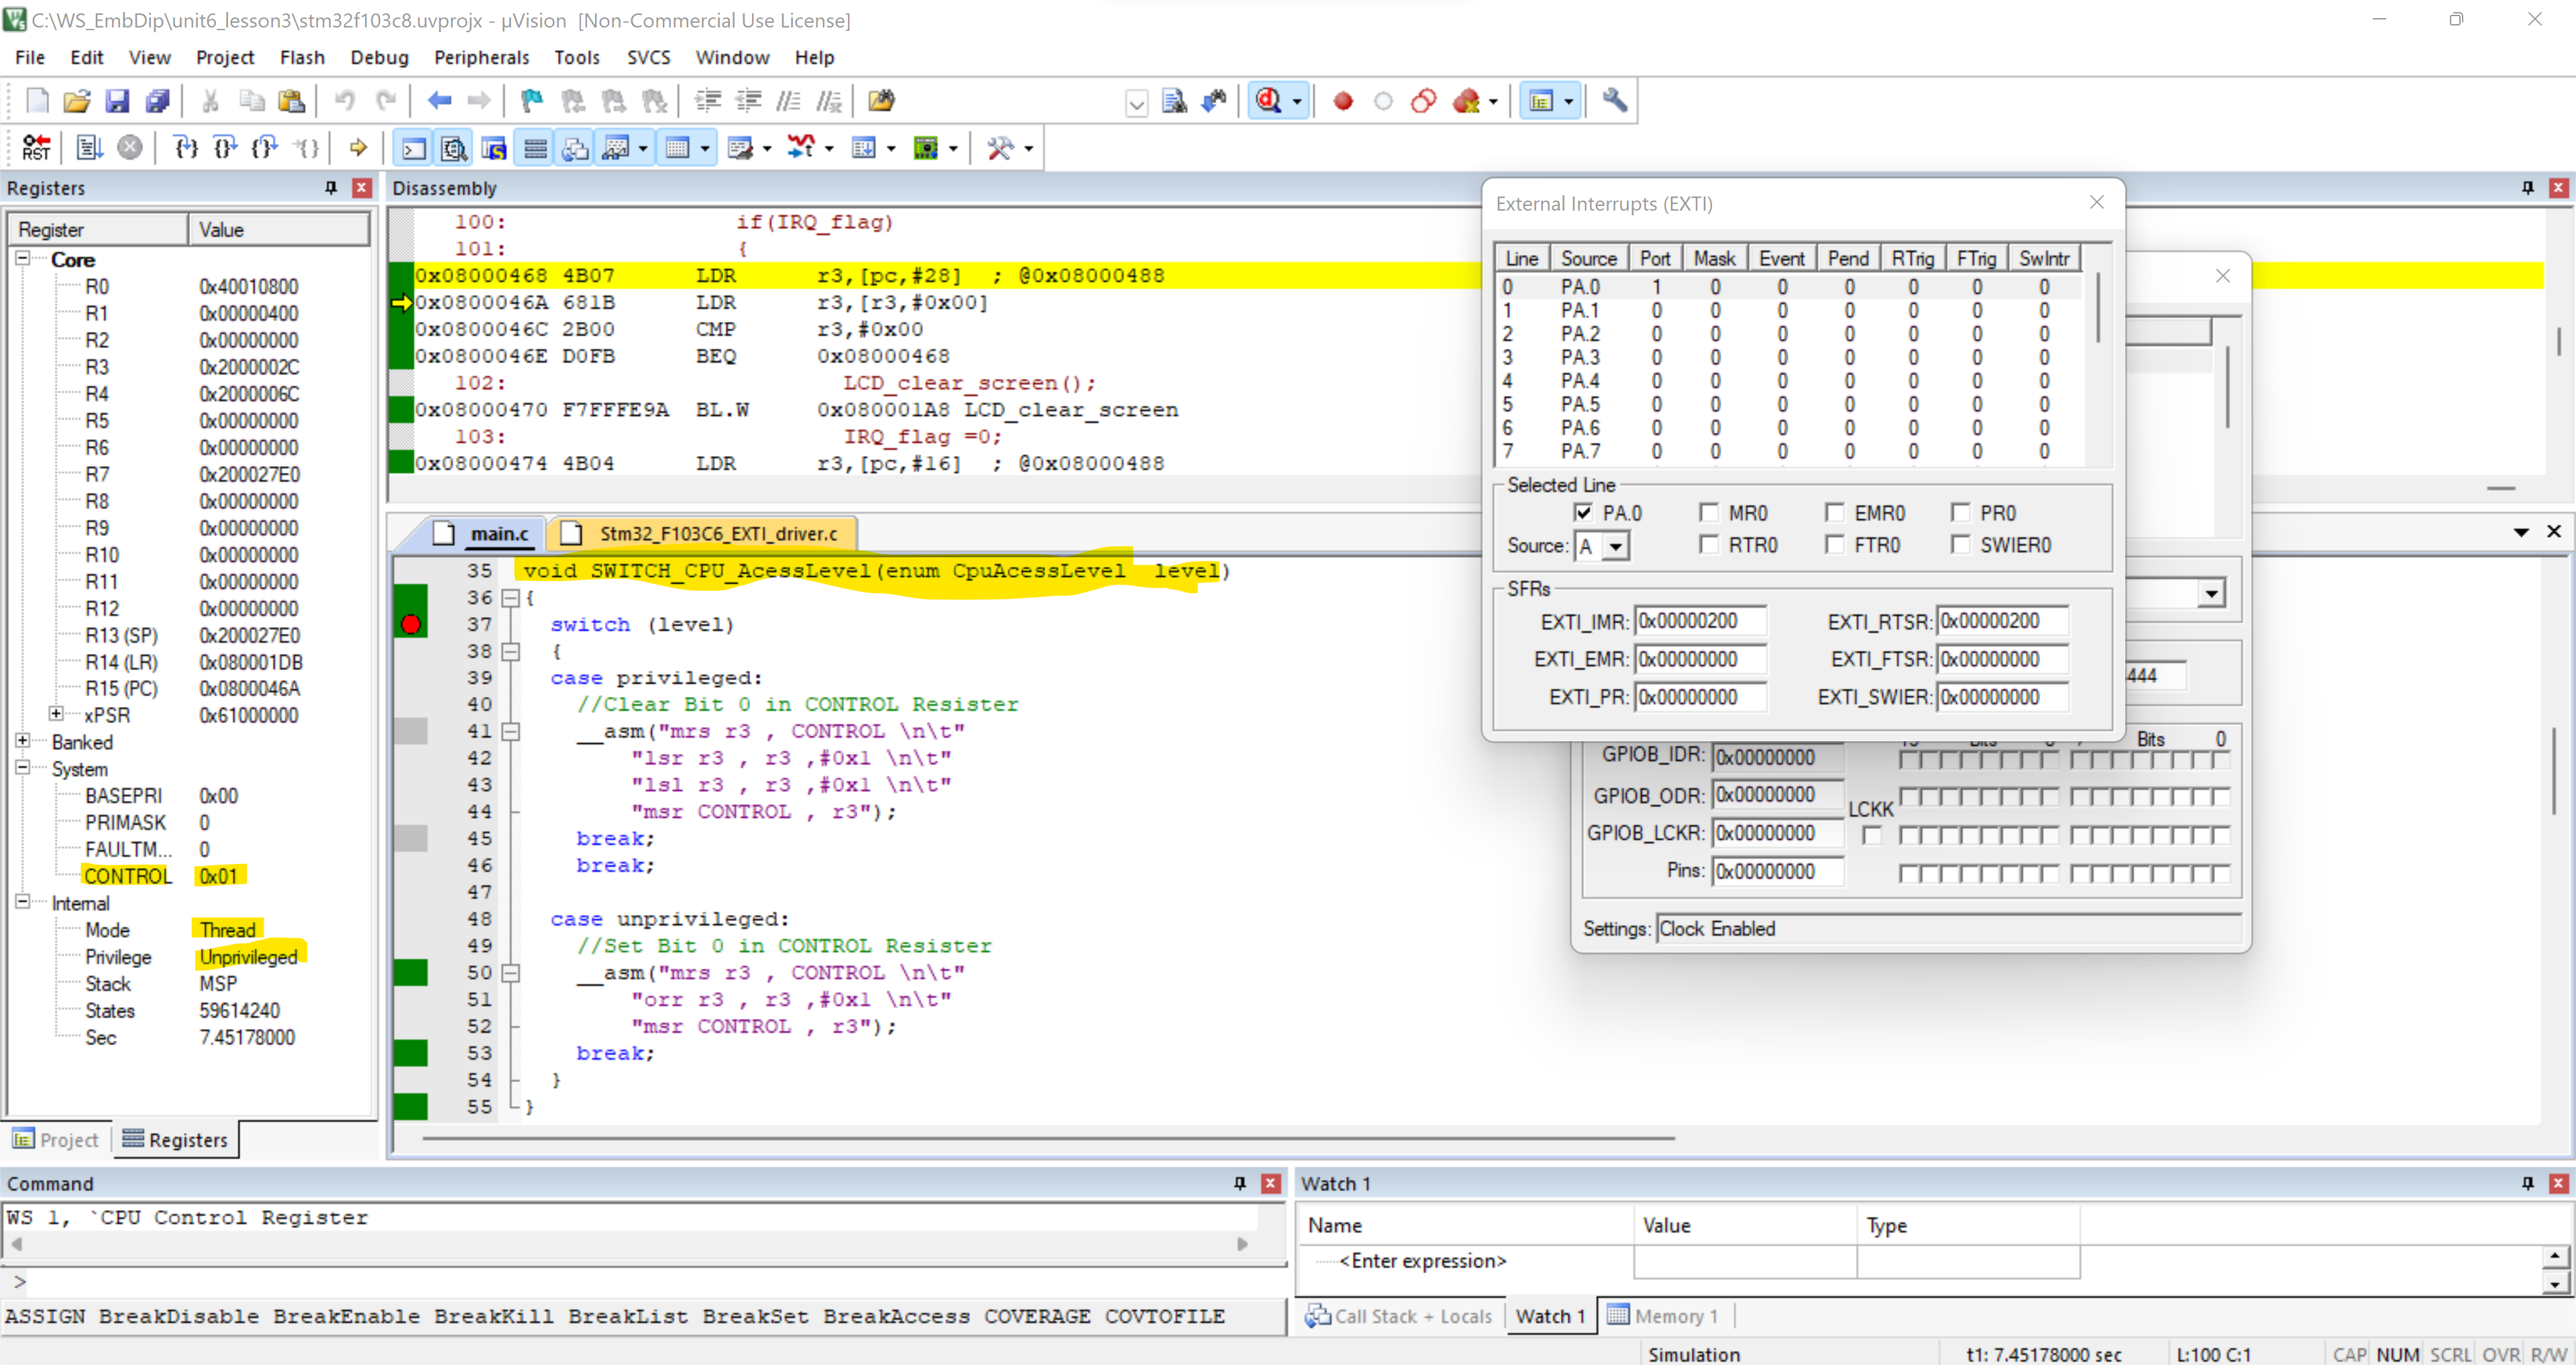 C:\WS_EmbDip\unit6_lesson3\stm32f103c8.uvprojx - µVision [Non-Commercial Use License]
File Edit View Project Flash Debug Peripherals Tools SVCS Window Help
Registers
Register Value
Core
R0 0x40010800
R1 0x00000400
R2 0x00000000
R3 0x2000002C
R4 0x2000006C
R5 0x00000000
R6 0x00000000
R7 0x200027E0
R8 0x00000000
R9 0x00000000
R10 0x00000000
R11 0x00000000
R12 0x00000000
R13 (SP) 0x200027E0
R14 (LR) 0x080001DB
R15 (PC) 0x0800046A
xPSR 0x61000000
Banked
System
BASEPRI 0x00
PRIMASK 0
FAULTM... 0
CONTROL 0x01
Internal
Mode Thread
Privilege Unprivileged
Stack MSP
States 59614240
Sec 7.45178000
Project Registers
Disassembly
100: if(IRQ_flag)
101: {
0x08000468 4B07 LDR r3,[pc,#28] ; @0x08000488
0x0800046A 681B LDR r3,[r3,#0x00]
0x0800046C 2B00 CMP r3,#0x00
0x0800046E D0FB BEQ 0x08000468
102: LCD_clear_screen();
0x08000470 F7FFFE9A BL.W 0x080001A8 LCD_clear_screen
103: IRQ_flag =0;
0x08000474 4B04 LDR r3,[pc,#16] ; @0x08000488
main.c Stm32_F103C6_EXTI_driver.c
35 void SWITCH_CPU_AcessLevel(enum CpuAcessLevel level)
36 {
37 switch (level)
38 {
39 case privileged:
40 //Clear Bit 0 in CONTROL Resister
41 __asm("mrs r3 , CONTROL \n\t"
42 "lsr r3 , r3 ,#0x1 \n\t"
43 "lsl r3 , r3 ,#0x1 \n\t"
44 "msr CONTROL , r3");
45 break;
46 break;
47
48 case unprivileged:
49 //Set Bit 0 in CONTROL Resister
50 __asm("mrs r3 , CONTROL \n\t"
51 "orr r3 , r3 ,#0x1 \n\t"
52 "msr CONTROL , r3");
53 break;
54 }
55 }
External Interrupts (EXTI)
Line Source Port Mask Event Pend RTrig FTrig SwIntr
0 PA.0 1 0 0 0 0 0 0
1 PA.1 0 0 0 0 0 0 0
2 PA.2 0 0 0 0 0 0 0
3 PA.3 0 0 0 0 0 0 0
4 PA.4 0 0 0 0 0 0 0
5 PA.5 0 0 0 0 0 0 0
6 PA.6 0 0 0 0 0 0 0
7 PA.7 0 0 0 0 0 0 0
Selected Line
PA.0 MR0 EMR0 PR0
Source: A RTR0 FTR0 SWIER0
SFRs
EXTI_IMR: 0x00000200 EXTI_RTSR: 0x00000200
EXTI_EMR: 0x00000000 EXTI_FTSR: 0x00000000
EXTI_PR: 0x00000000 EXTI_SWIER: 0x00000000
444
Bits 0
GPIOB_IDR: 0x00000000
GPIOB_ODR: 0x00000000
LCKK
GPIOB_LCKR: 0x00000000
Pins: 0x00000000
Settings: Clock Enabled
Command
WS 1, `CPU Control Register
>
ASSIGN BreakDisable BreakEnable BreakKill BreakList BreakSet BreakAccess COVERAGE COVTOFILE
Watch 1
Name Value Type
<Enter expression>
Call Stack + Locals Watch 1 Memory 1
Simulation t1: 7.45178000 sec L:100 C:1 CAP NUM SCRL OVR R/W